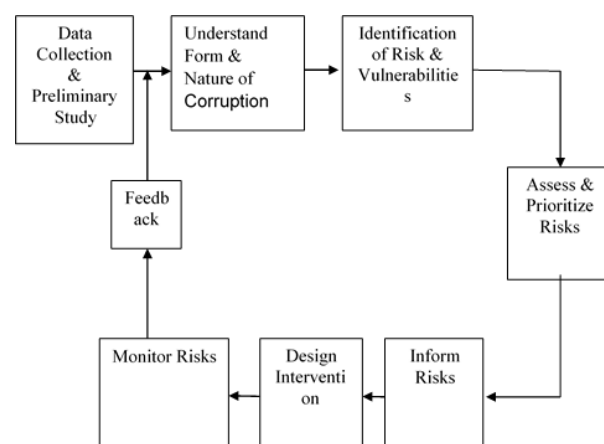 Data
Collection
&
Preliminary
Study
Understand
Form &
Nature of
Corruption
Identification
of Risk &
Vulnerabilitie
s
Assess &
Prioritize
Risks
Inform
Risks
Design
Interventi
on
Monitor Risks
Feedb
ack